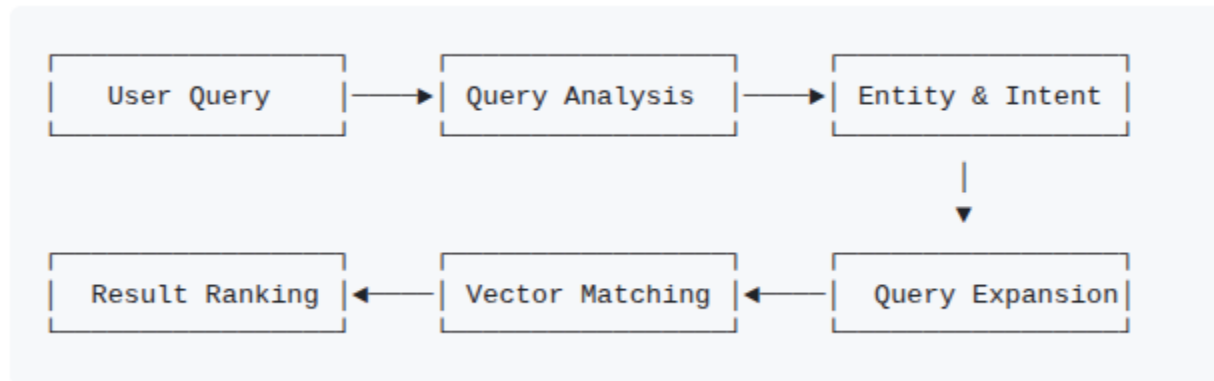 User Query
Query Analysis
Entity & Intent
Result Ranking
Vector Matching
Query Expansion